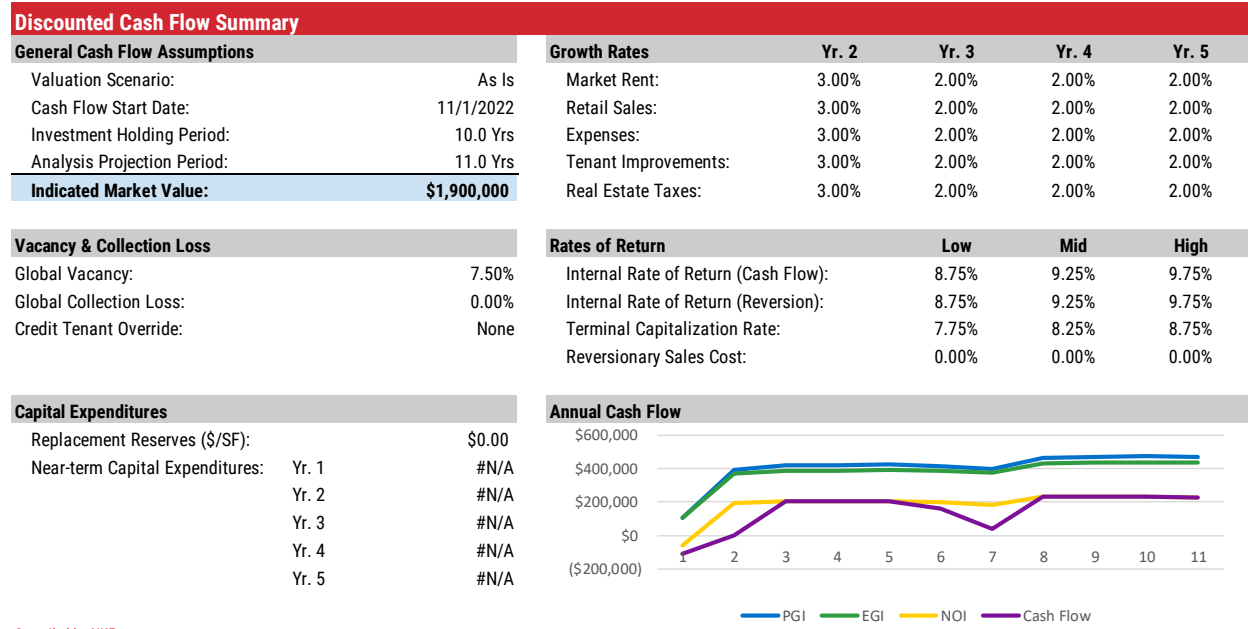 Discounted Cash Flow Summary
General Cash Flow Assumptions
Valuation Scenario: As Is
Cash Flow Start Date: 11/1/2022
Investment Holding Period: 10.0 Yrs
Analysis Projection Period: 11.0 Yrs
Indicated Market Value: $1,900,000
Growth Rates Yr. 2 Yr. 3 Yr. 4 Yr. 5
Market Rent: 3.00% 2.00% 2.00% 2.00%
Retail Sales: 3.00% 2.00% 2.00% 2.00%
Expenses: 3.00% 2.00% 2.00% 2.00%
Tenant Improvements: 3.00% 2.00% 2.00% 2.00%
Real Estate Taxes: 3.00% 2.00% 2.00% 2.00%
Vacancy & Collection Loss
Global Vacancy: 7.50%
Global Collection Loss: 0.00%
Credit Tenant Override: None
Rates of Return Low Mid High
Internal Rate of Return (Cash Flow): 8.75% 9.25% 9.75%
Internal Rate of Return (Reversion): 8.75% 9.25% 9.75%
Terminal Capitalization Rate: 7.75% 8.25% 8.75%
Reversionary Sales Cost: 0.00% 0.00% 0.00%
Capital Expenditures
Replacement Reserves ($/SF): $0.00
Near-term Capital Expenditures: Yr. 1 #N/A
Yr. 2 #N/A
Yr. 3 #N/A
Yr. 4 #N/A
Yr. 5 #N/A
Annual Cash Flow
$600,000
$400,000
$200,000
$0
($200,000)
1 2 3 4 5 6 7 8 9 10 11
PGI EGI NOI Cash Flow